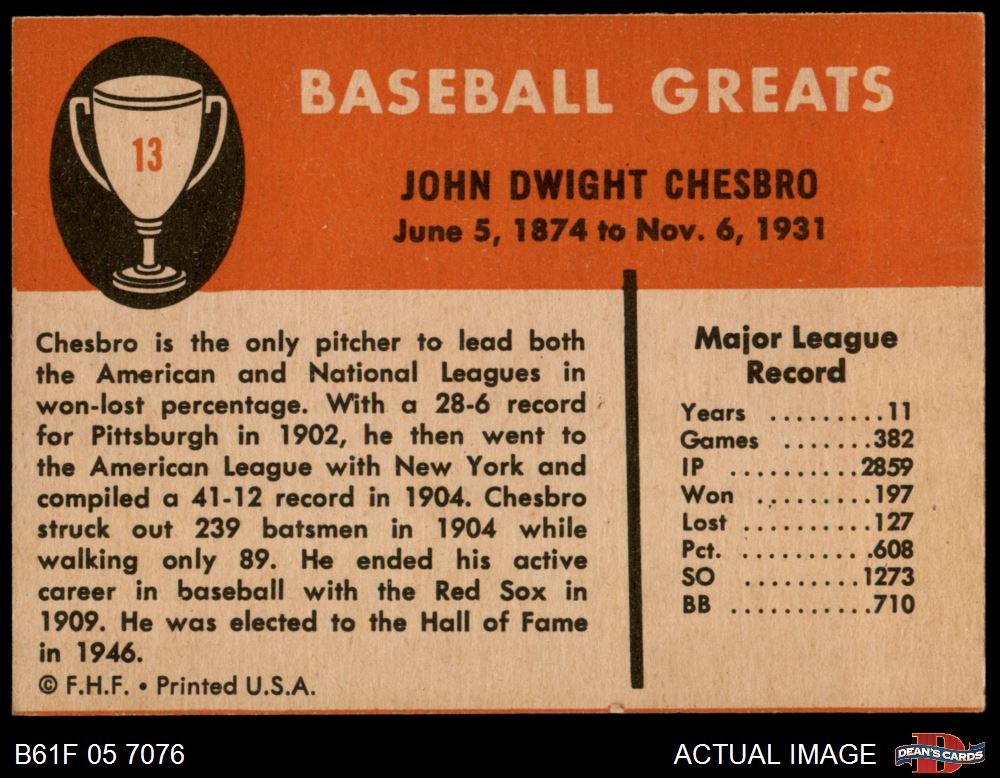 13
BASEBALL GREATS
JOHN DWIGHT CHESBRO
June 5, 1874 to Nov. 6, 1931
Chesbro is the only pitcher to lead both
the American and National Leagues in
won-lost percentage. With a 28-6 record
for Pittsburgh in 1902, he then went to
the American League with New York and
compiled a 41-12 record in 1904. Chesbro
struck out 239 batsmen in 1904 while
walking only 89. He ended his active
career in baseball with the Red Sox in
1909. He was elected to the Hall of Fame
in 1946.
© F.H.F. • Printed U.S.A.
Major League
Record
Years .........11
Games .......382
IP ..........2859
Won .........197
Lost ..........127
Pct. ..........608
SO .........1273
BB ...........710
B61F 05 7076
ACTUAL IMAGE
DEAN'S CARDS